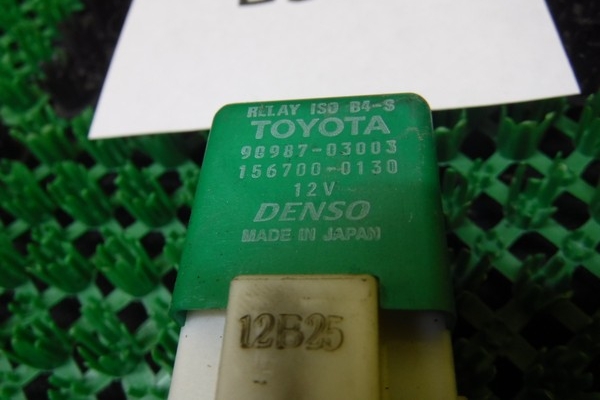 RELAY ISO B4-S
TOYOTA
90987-03003
156700-0130
12V
DENSO
MADE IN JAPAN
12B25